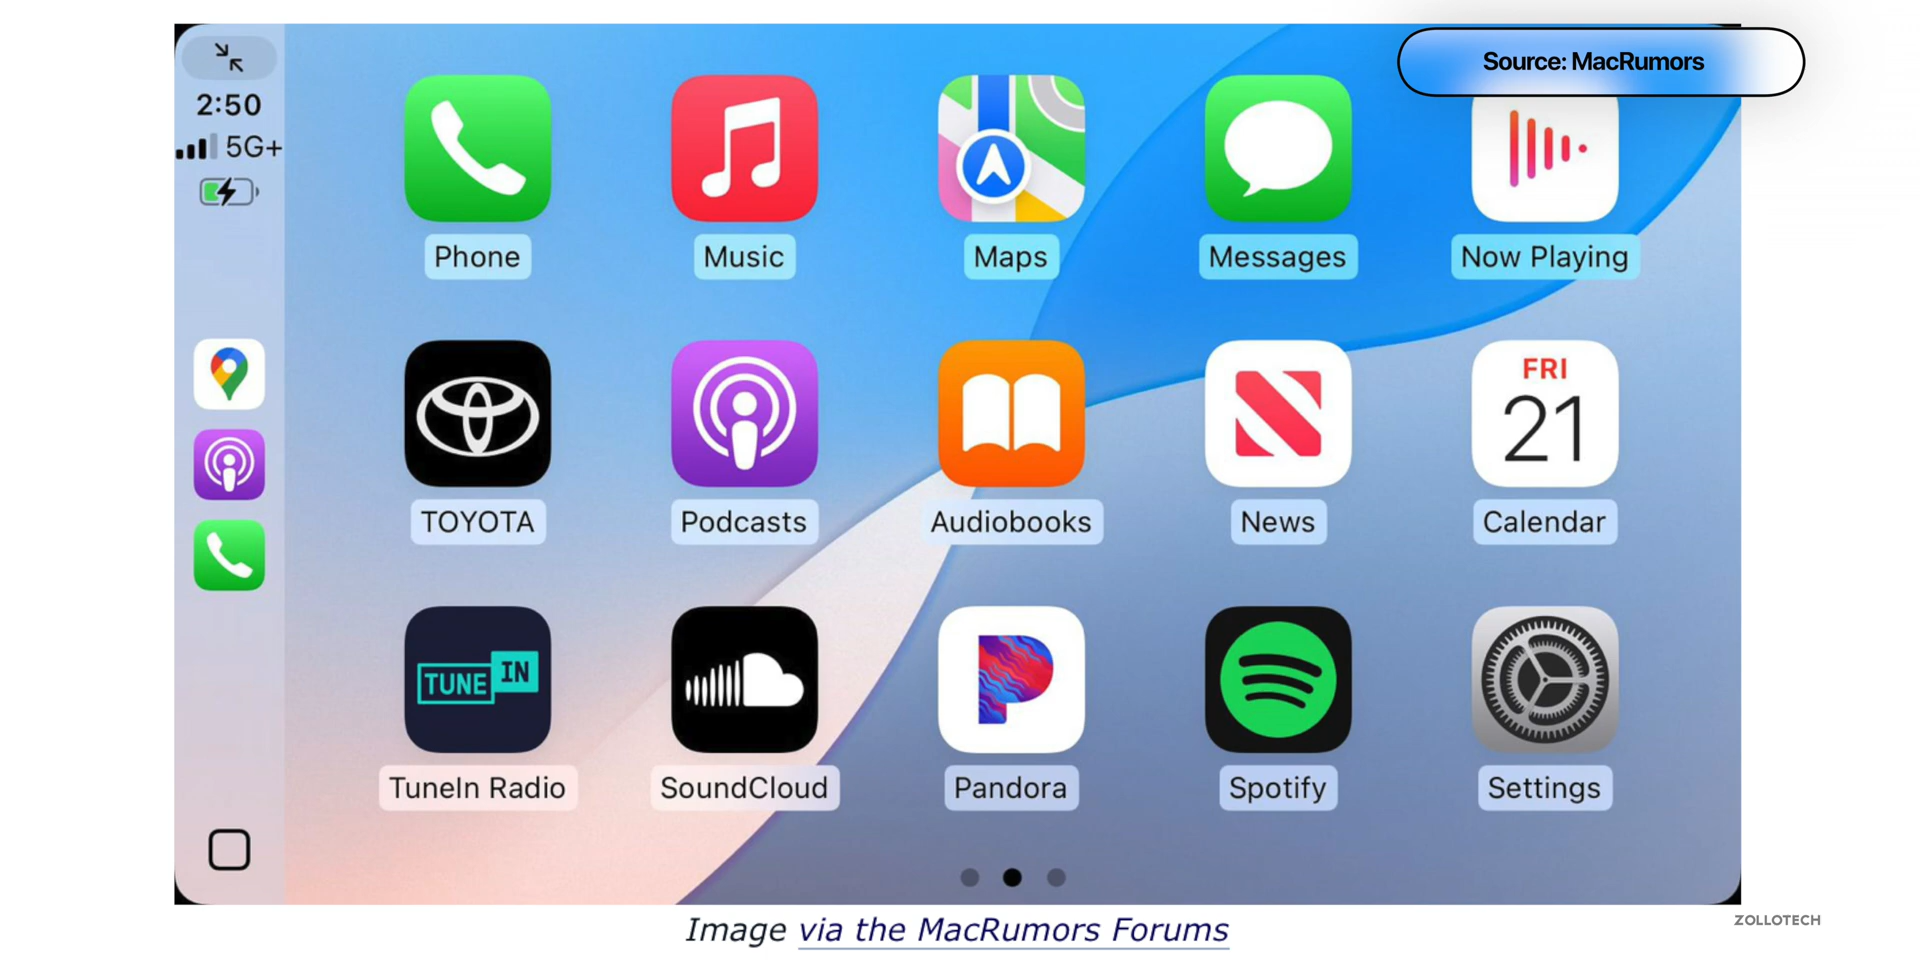 Source: MacRumors
2:50
5G+
Phone
Music
Maps
Messages
Now Playing
TOYOTA
Podcasts
Audiobooks
News
FRI
21
Calendar
TUNE IN
TuneIn Radio
SoundCloud
Pandora
Spotify
Settings
Image via the MacRumors Forums
ZOLLOTECH